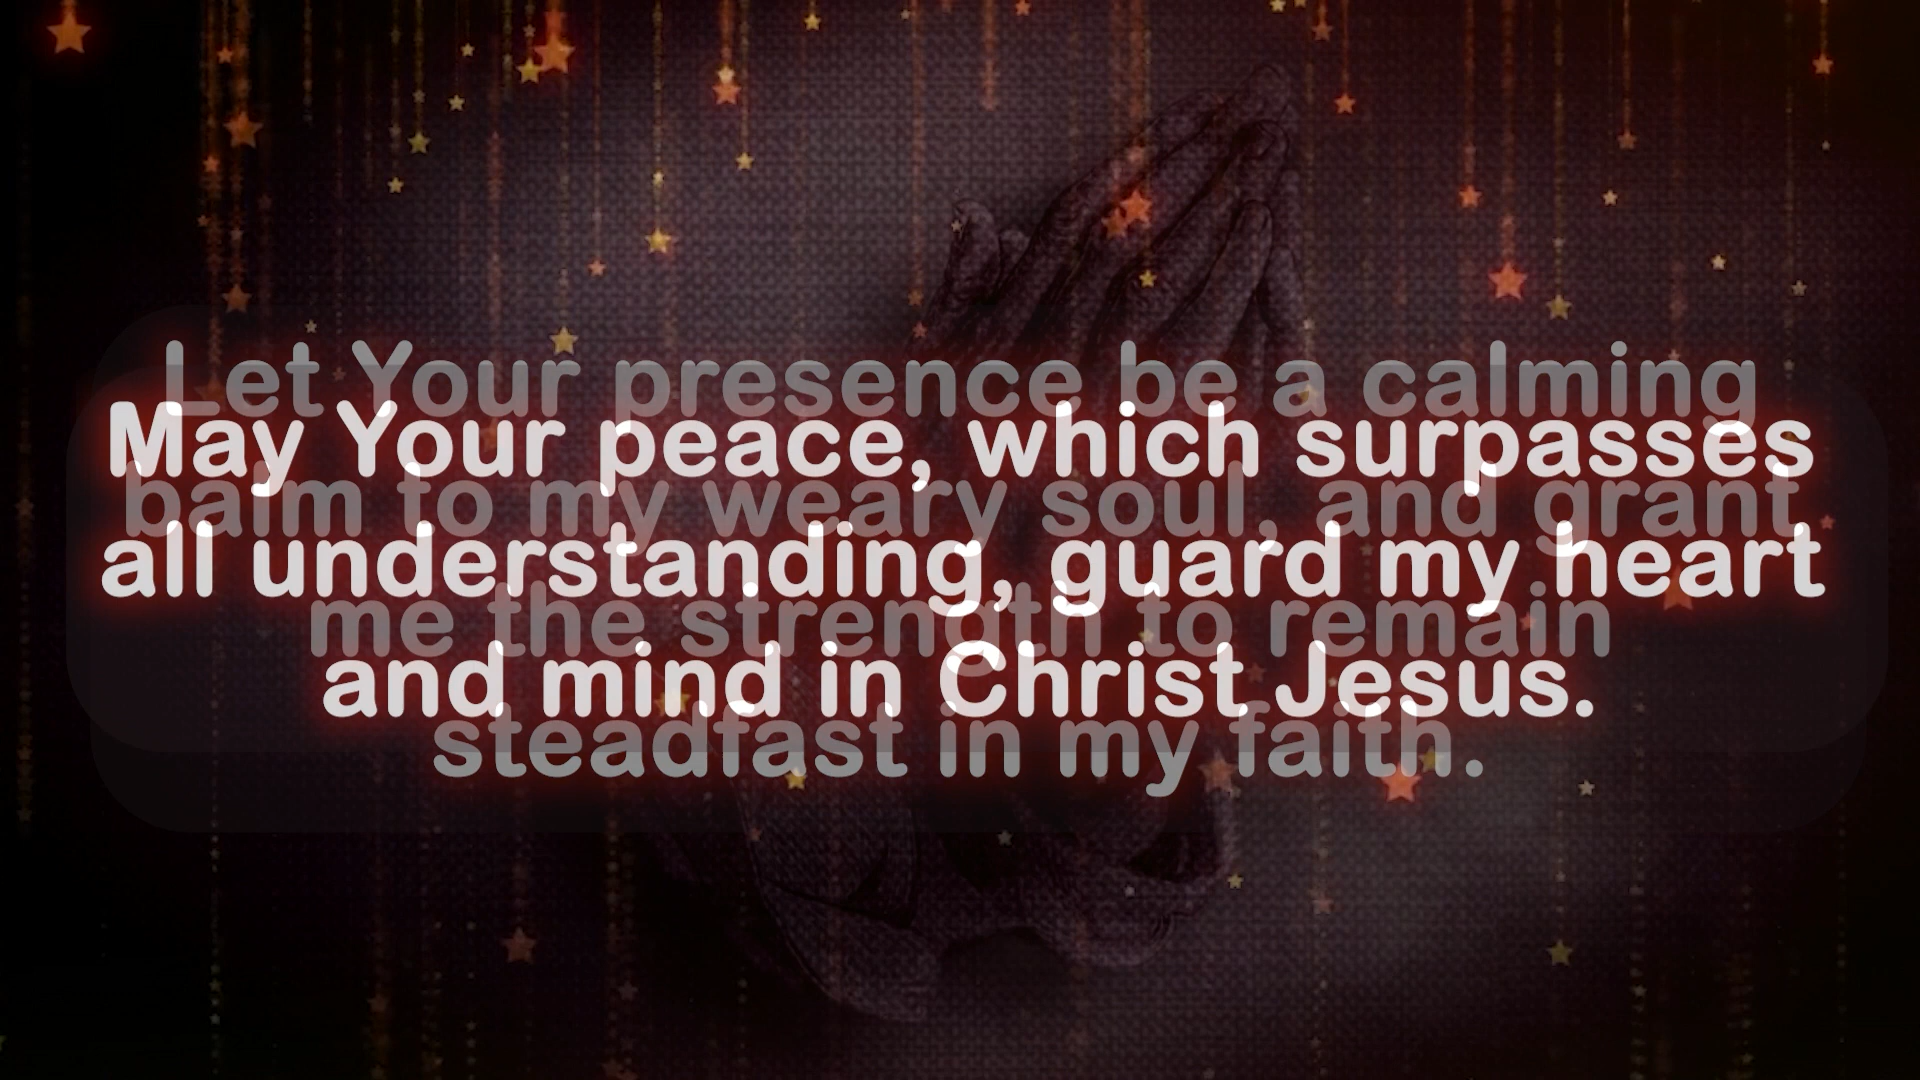 Let Your presence be a calming
balm to my weary soul, and grant
me the strength to remain
steadfast in my faith.
May Your peace, which surpasses
all understanding, guard my heart
and mind in Christ Jesus.